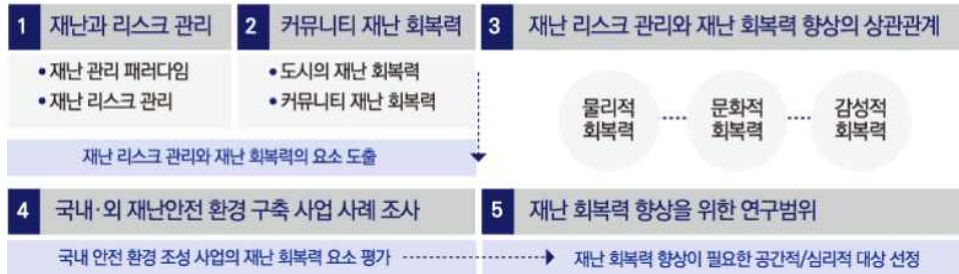 1 재난과 리스크 관리
• 재난 관리 패러다임
• 재난 리스크 관리
2 커뮤니티 재난 회복력
• 도시의 재난 회복력
• 커뮤니티 재난 회복력
재난 리스크 관리와 재난 회복력의 요소 도출
3 재난 리스크 관리와 재난 회복력 향상의 상관관계
물리적
회복력
문화적
회복력
감성적
회복력
4 국내·외 재난안전 환경 구축 사업 사례 조사
국내 안전 환경 조성 사업의 재난 회복력 요소 평가
5 재난 회복력 향상을 위한 연구범위
재난 회복력 향상이 필요한 공간적/심리적 대상 선정